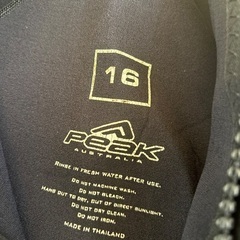 16
PEAK
AUSTRALIA
RINSE IN FRESH WATER AFTER USE.
DO NOT MACHINE WASH.
DO NOT BLEACH.
HANG OUT TO DRY, OUT OF DIRECT SUNLIGHT.
DO NOT DRY CLEAN.
DO NOT IRON.
MADE IN THAILAND